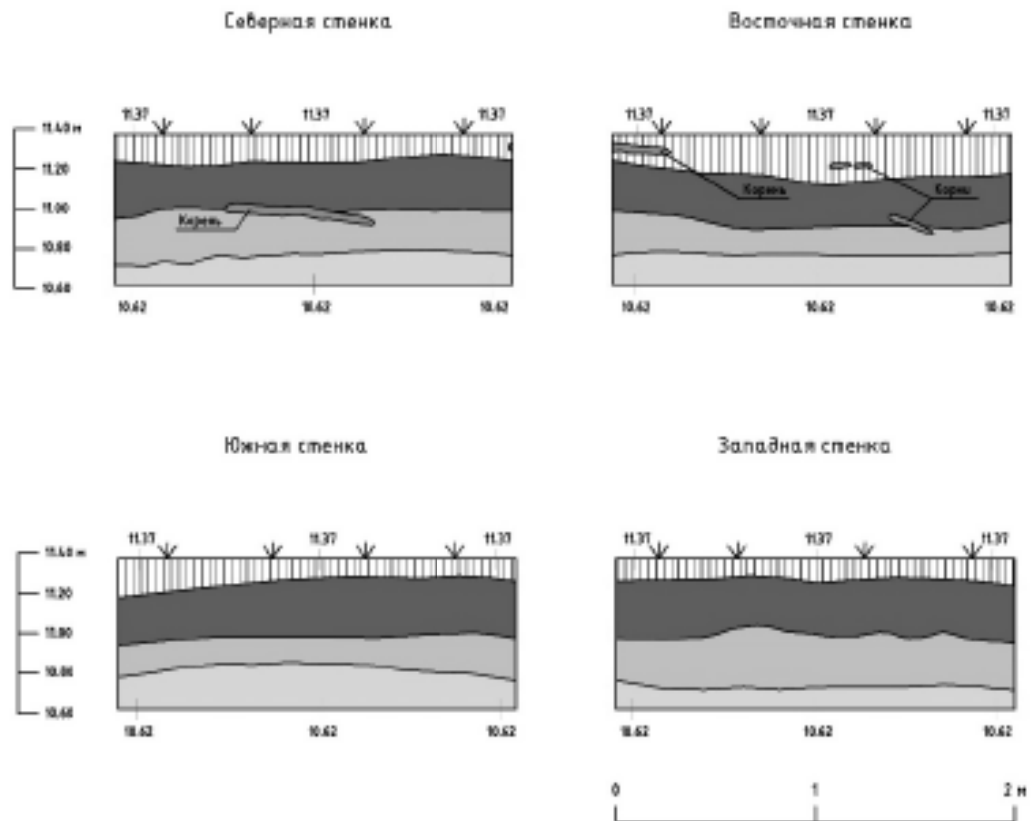 Северная стенка
11.37 11.37 11.37
11.40 м
11.20
11.00
10.80
10.60
Корень
10.62 10.62 10.62
Восточная стенка
11.37 11.37 11.37
Корень
Корни
10.62 10.62 10.62
Южная стенка
11.37 11.37 11.37
11.40 м
11.20
11.00
10.80
10.60
10.62 10.62 10.62
Западная стенка
11.37 11.37 11.37
10.62 10.62 10.62
0 1 2 м